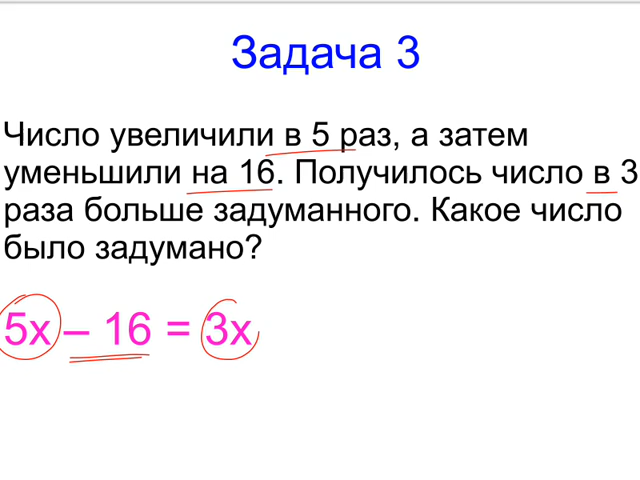 Задача 3
Число увеличили в 5 раз, а затем
уменьшили на 16. Получилось число в 3
раза больше задуманного. Какое число
было задумано?
5x – 16 = 3x